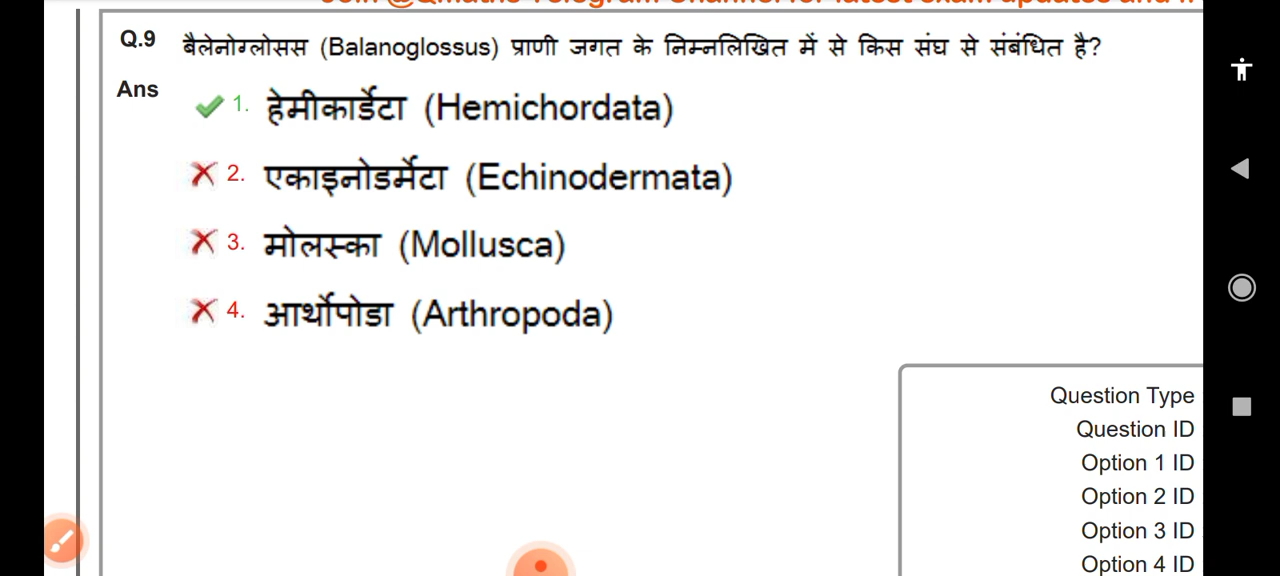 Q.9 बैलेनोग्लोसस (Balanoglossus) प्राणी जगत के निम्नलिखित में से किस संघ से संबंधित है?
Ans
1. हेमीकार्डेटा (Hemichordata)
2. एकाइनोडर्मेटा (Echinodermata)
3. मोलस्का (Mollusca)
4. आर्थोपोडा (Arthropoda)
Question Type
Question ID
Option 1 ID
Option 2 ID
Option 3 ID
Option 4 ID